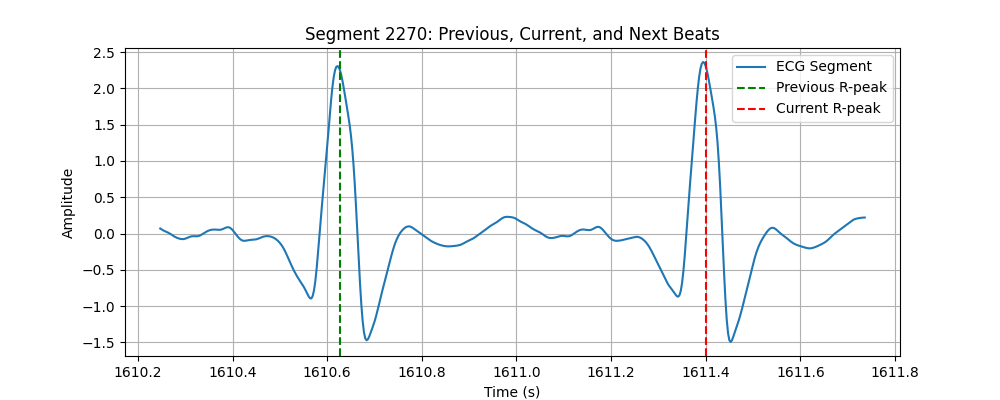 Segment 2270: Previous, Current, and Next Beats
2.5
2.0
1.5
1.0
0.5
0.0
−0.5
−1.0
−1.5
Amplitude
ECG Segment
Previous R-peak
Current R-peak
1610.2 1610.4 1610.6 1610.8 1611.0 1611.2 1611.4 1611.6 1611.8
Time (s)